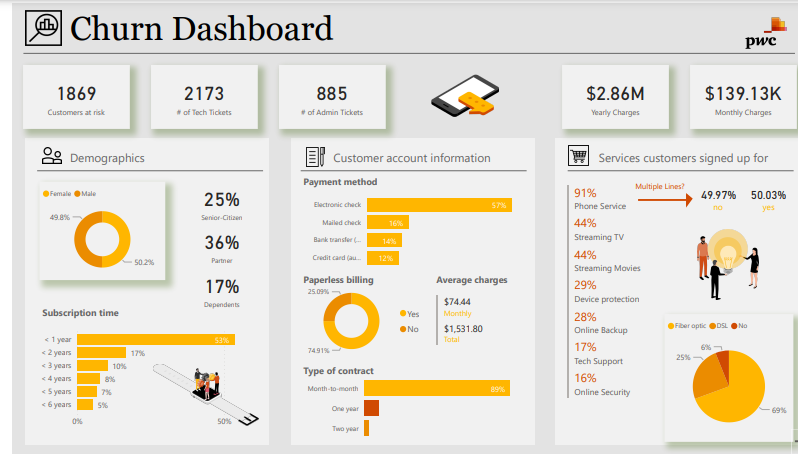 Churn Dashboard
pwc
1869
Customers at risk
2173
# of Tech Tickets
885
# of Admin Tickets
$2.86M
Yearly Charges
$139.13K
Monthly Charges
Demographics
Female Male
49.8%
50.2%
25%
Senior-Citizen
36%
Partner
17%
Dependents
Subscription time
< 1 year 53%
< 2 years 17%
< 3 years 10%
< 4 years 8%
< 5 years 7%
< 6 years 5%
0% 50%
Customer account information
Payment method
Electronic check 57%
Mailed check 16%
Bank transfer (... 14%
Credit card (au... 12%
Paperless billing
25.09%
74.91%
Yes
No
Average charges
$74.44
Monthly
$1,531.80
Total
Type of contract
Month-to-month 89%
One year
Two year
Services customers signed up for
91%
Phone Service
Multiple Lines?
49.97%
no
50.03%
yes
44%
Streaming TV
44%
Streaming Movies
29%
Device protection
28%
Online Backup
17%
Tech Support
16%
Online Security
Fiber optic DSL No
6%
25%
69%